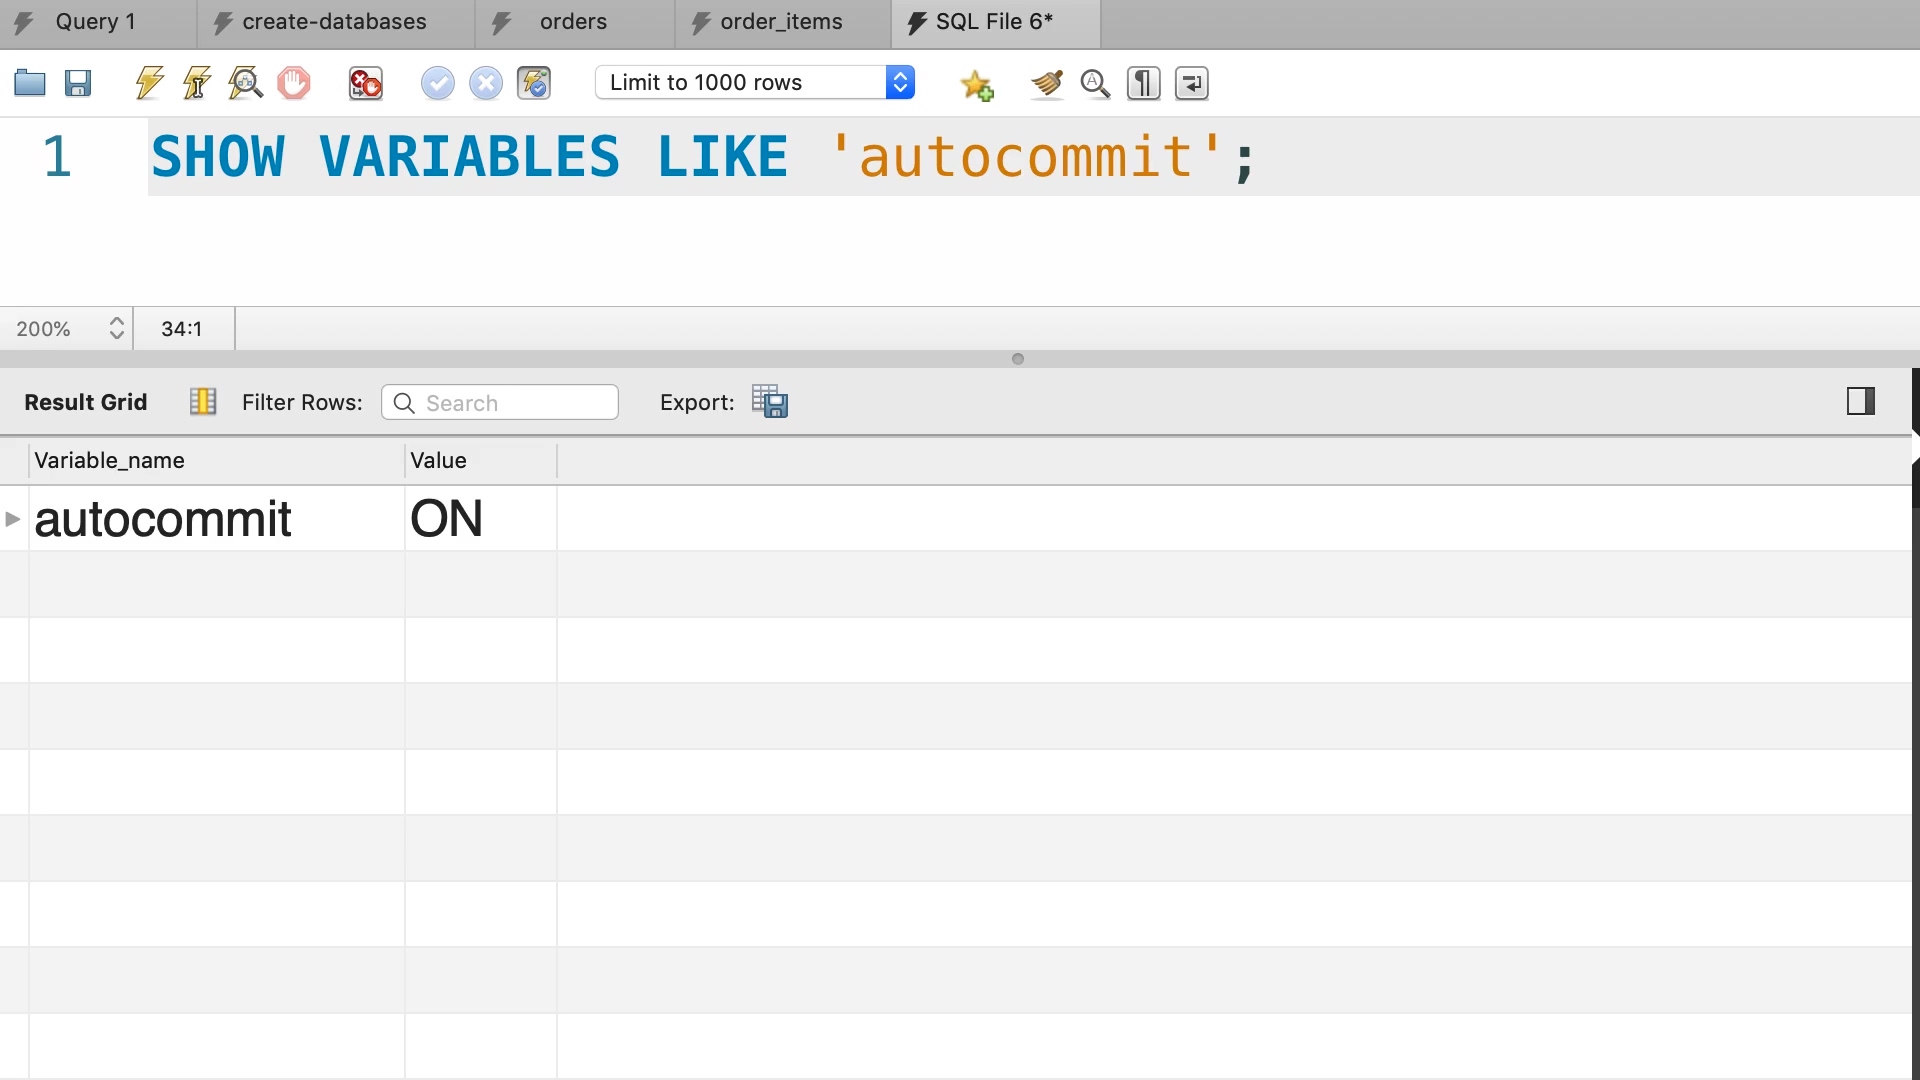 Query 1 create-databases orders order_items SQL File 6*
Limit to 1000 rows
1 SHOW VARIABLES LIKE 'autocommit';
200% 34:1
Result Grid Filter Rows: Search Export:
Variable_name Value
autocommit ON